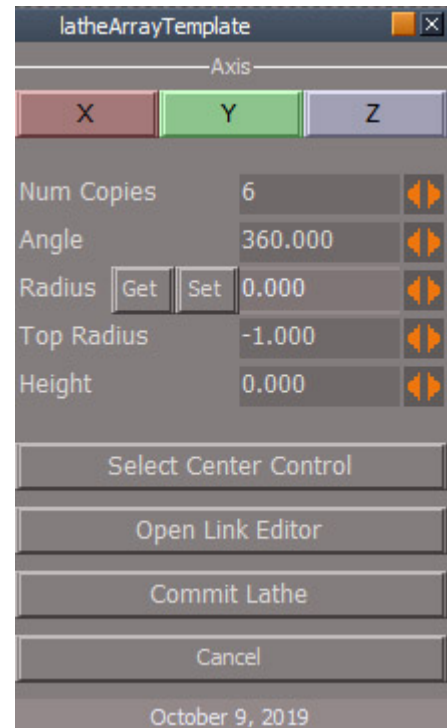 latheArrayTemplate
Axis
X Y Z
Num Copies 6
Angle 360.000
Radius Get Set 0.000
Top Radius -1.000
Height 0.000
Select Center Control
Open Link Editor
Commit Lathe
Cancel
October 9, 2019